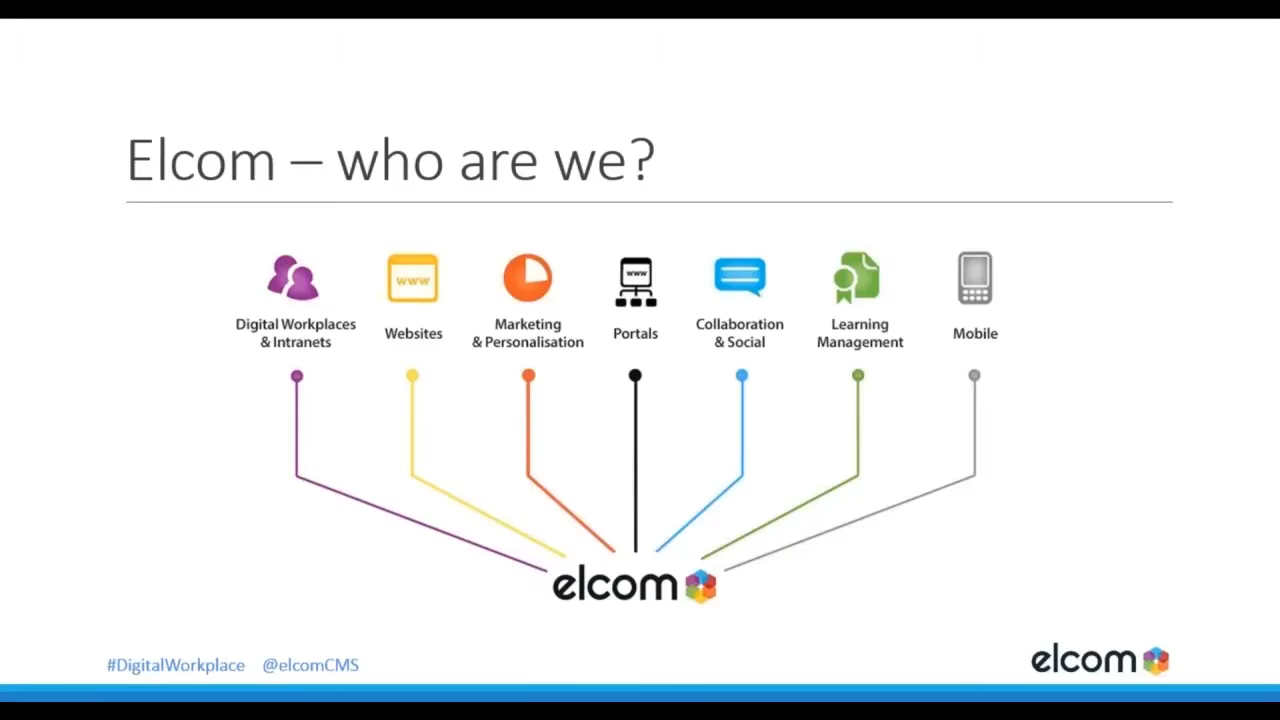 Elcom – who are we?
www
www
Digital Workplaces
& Intranets
Websites
Marketing
& Personalisation
Portals
Collaboration
& Social
Learning
Management
Mobile
elcom
#DigitalWorkplace @elcomCMS
elcom